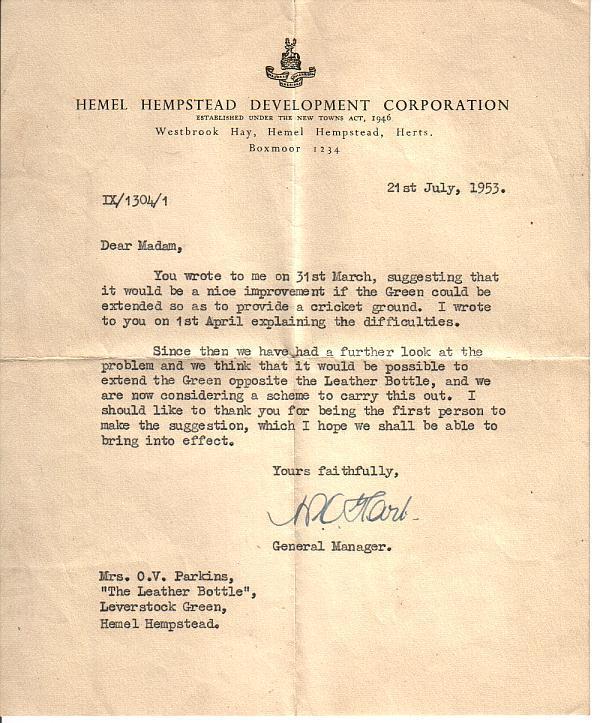 HEMEL HEMPSTEAD DEVELOPMENT CORPORATION
ESTABLISHED UNDER THE NEW TOWNS ACT, 1946
Westbrook Hay, Hemel Hempstead, Herts.
Boxmoor 1234
21st July, 1953.
IX/1304/1
Dear Madam,
You wrote to me on 31st March, suggesting that
it would be a nice improvement if the Green could be
extended so as to provide a cricket ground. I wrote
to you on 1st April explaining the difficulties.
Since then we have had a further look at the
problem and we think that it would be possible to
extend the Green opposite the Leather Bottle, and we
are now considering a scheme to carry this out. I
should like to thank you for being the first person to
make the suggestion, which I hope we shall be able to
bring into effect.
Yours faithfully,
General Manager.
Mrs. O.V. Parkins,
"The Leather Bottle",
Leverstock Green,
Hemel Hempstead.